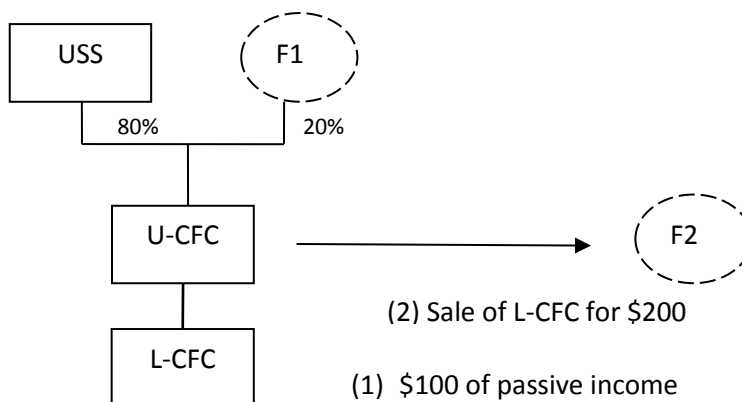 USS
F1
80%
20%
U-CFC
F2
(2) Sale of L-CFC for $200
L-CFC
(1) $100 of passive income